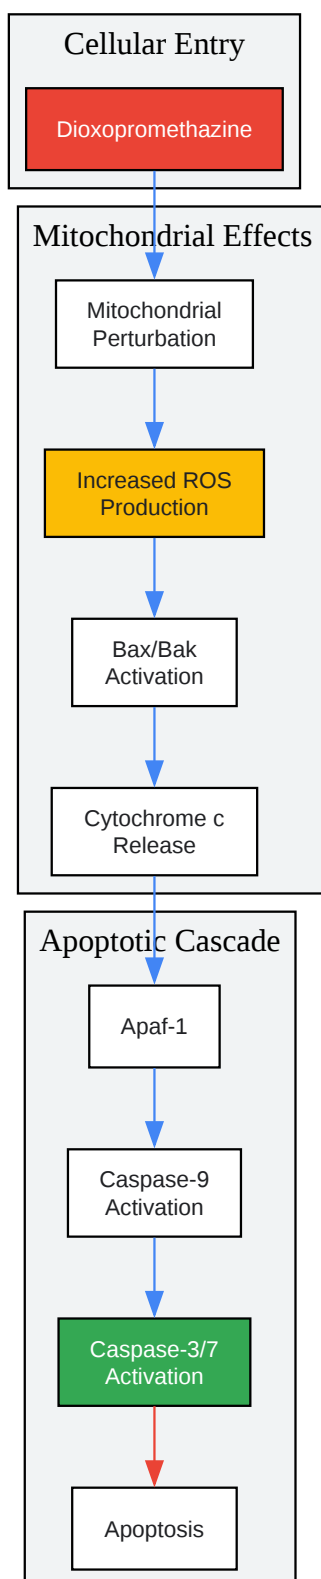 Cellular Entry
Dioxopromethazine
Mitochondrial Effects
Mitochondrial
Perturbation
Increased ROS
Production
Bax/Bak
Activation
Cytochrome c
Release
Apoptotic Cascade
Apaf-1
Caspase-9
Activation
Caspase-3/7
Activation
Apoptosis